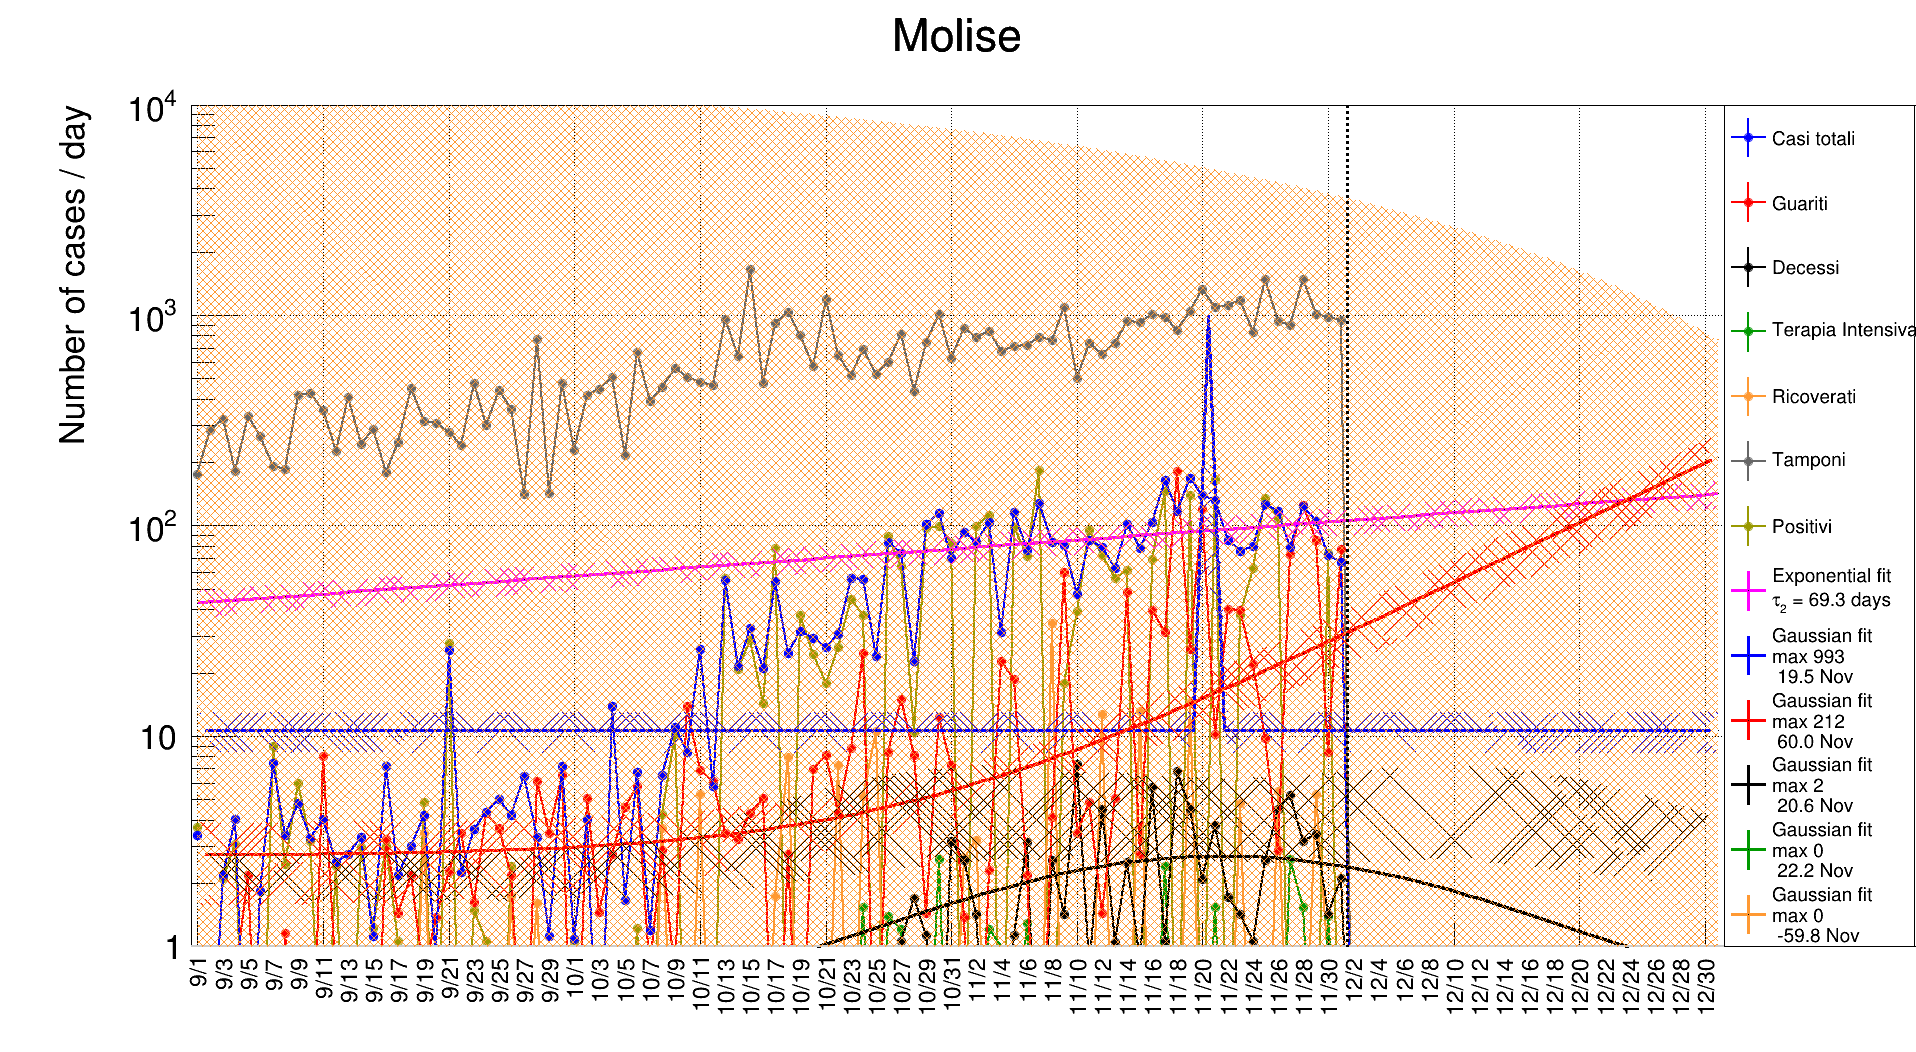 Molise
Number of cases / day
10^4
10^3
10^2
10
1
9/1
9/3
9/5
9/7
9/9
9/11
9/13
9/15
9/17
9/19
9/21
9/23
9/25
9/27
9/29
10/1
10/3
10/5
10/7
10/9
10/11
10/13
10/15
10/17
10/19
10/21
10/23
10/25
10/27
10/29
10/31
11/2
11/4
11/6
11/8
11/10
11/12
11/14
11/16
11/18
11/20
11/22
11/24
11/26
11/28
11/30
12/2
12/4
12/6
12/8
12/10
12/12
12/14
12/16
12/18
12/20
12/22
12/24
12/26
12/28
12/30
Casi totali
Guariti
Decessi
Terapia Intensiva
Ricoverati
Tamponi
Positivi
Exponential fit
τ2 = 69.3 days
Gaussian fit
max 993
19.5 Nov
Gaussian fit
max 212
60.0 Nov
Gaussian fit
max 2
20.6 Nov
Gaussian fit
max 0
22.2 Nov
Gaussian fit
max 0
-59.8 Nov